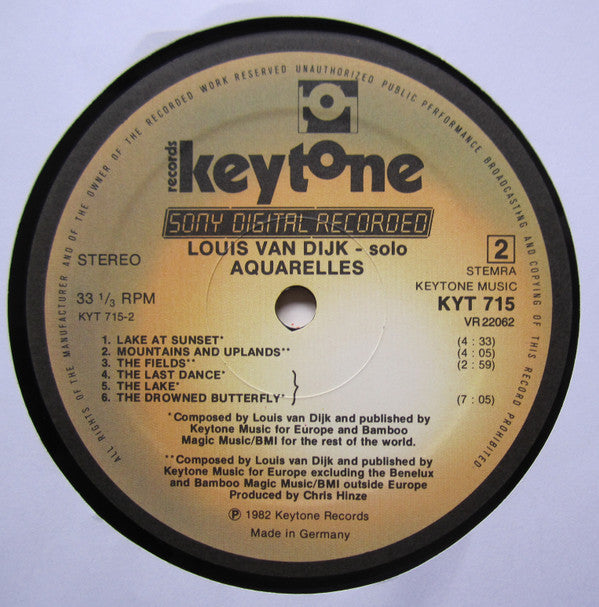 ALL RIGHTS OF THE MANUFACTURER AND OF THE OWNER OF THE RECORDED WORK RESERVED UNAUTHORIZED PUBLIC PERFORMANCE BROADCASTING AND COPYING OF THIS RECORD PROHIBITED
records
keytone
SONY DIGITAL RECORDED
LOUIS VAN DIJK - solo
AQUARELLES
STEREO
33 1/3 RPM
KYT 715-2
2
STEMRA
KEYTONE MUSIC
KYT 715
VR 22062
1. LAKE AT SUNSET* (4 : 33)
2. MOUNTAINS AND UPLANDS** (4 : 05)
3. THE FIELDS** (2 : 59)
4. THE LAST DANCE*
5. THE LAKE*
6. THE DROWNED BUTTERFLY* (7 : 05)
*Composed by Louis van Dijk and published by
Keytone Music for Europe and Bamboo
Magic Music/BMI for the rest of the world.
**Composed by Louis van Dijk and published by
Keytone Music for Europe excluding the Benelux
and Bamboo Magic Music/BMI outside Europe
Produced by Chris Hinze
℗ 1982 Keytone Records
Made in Germany